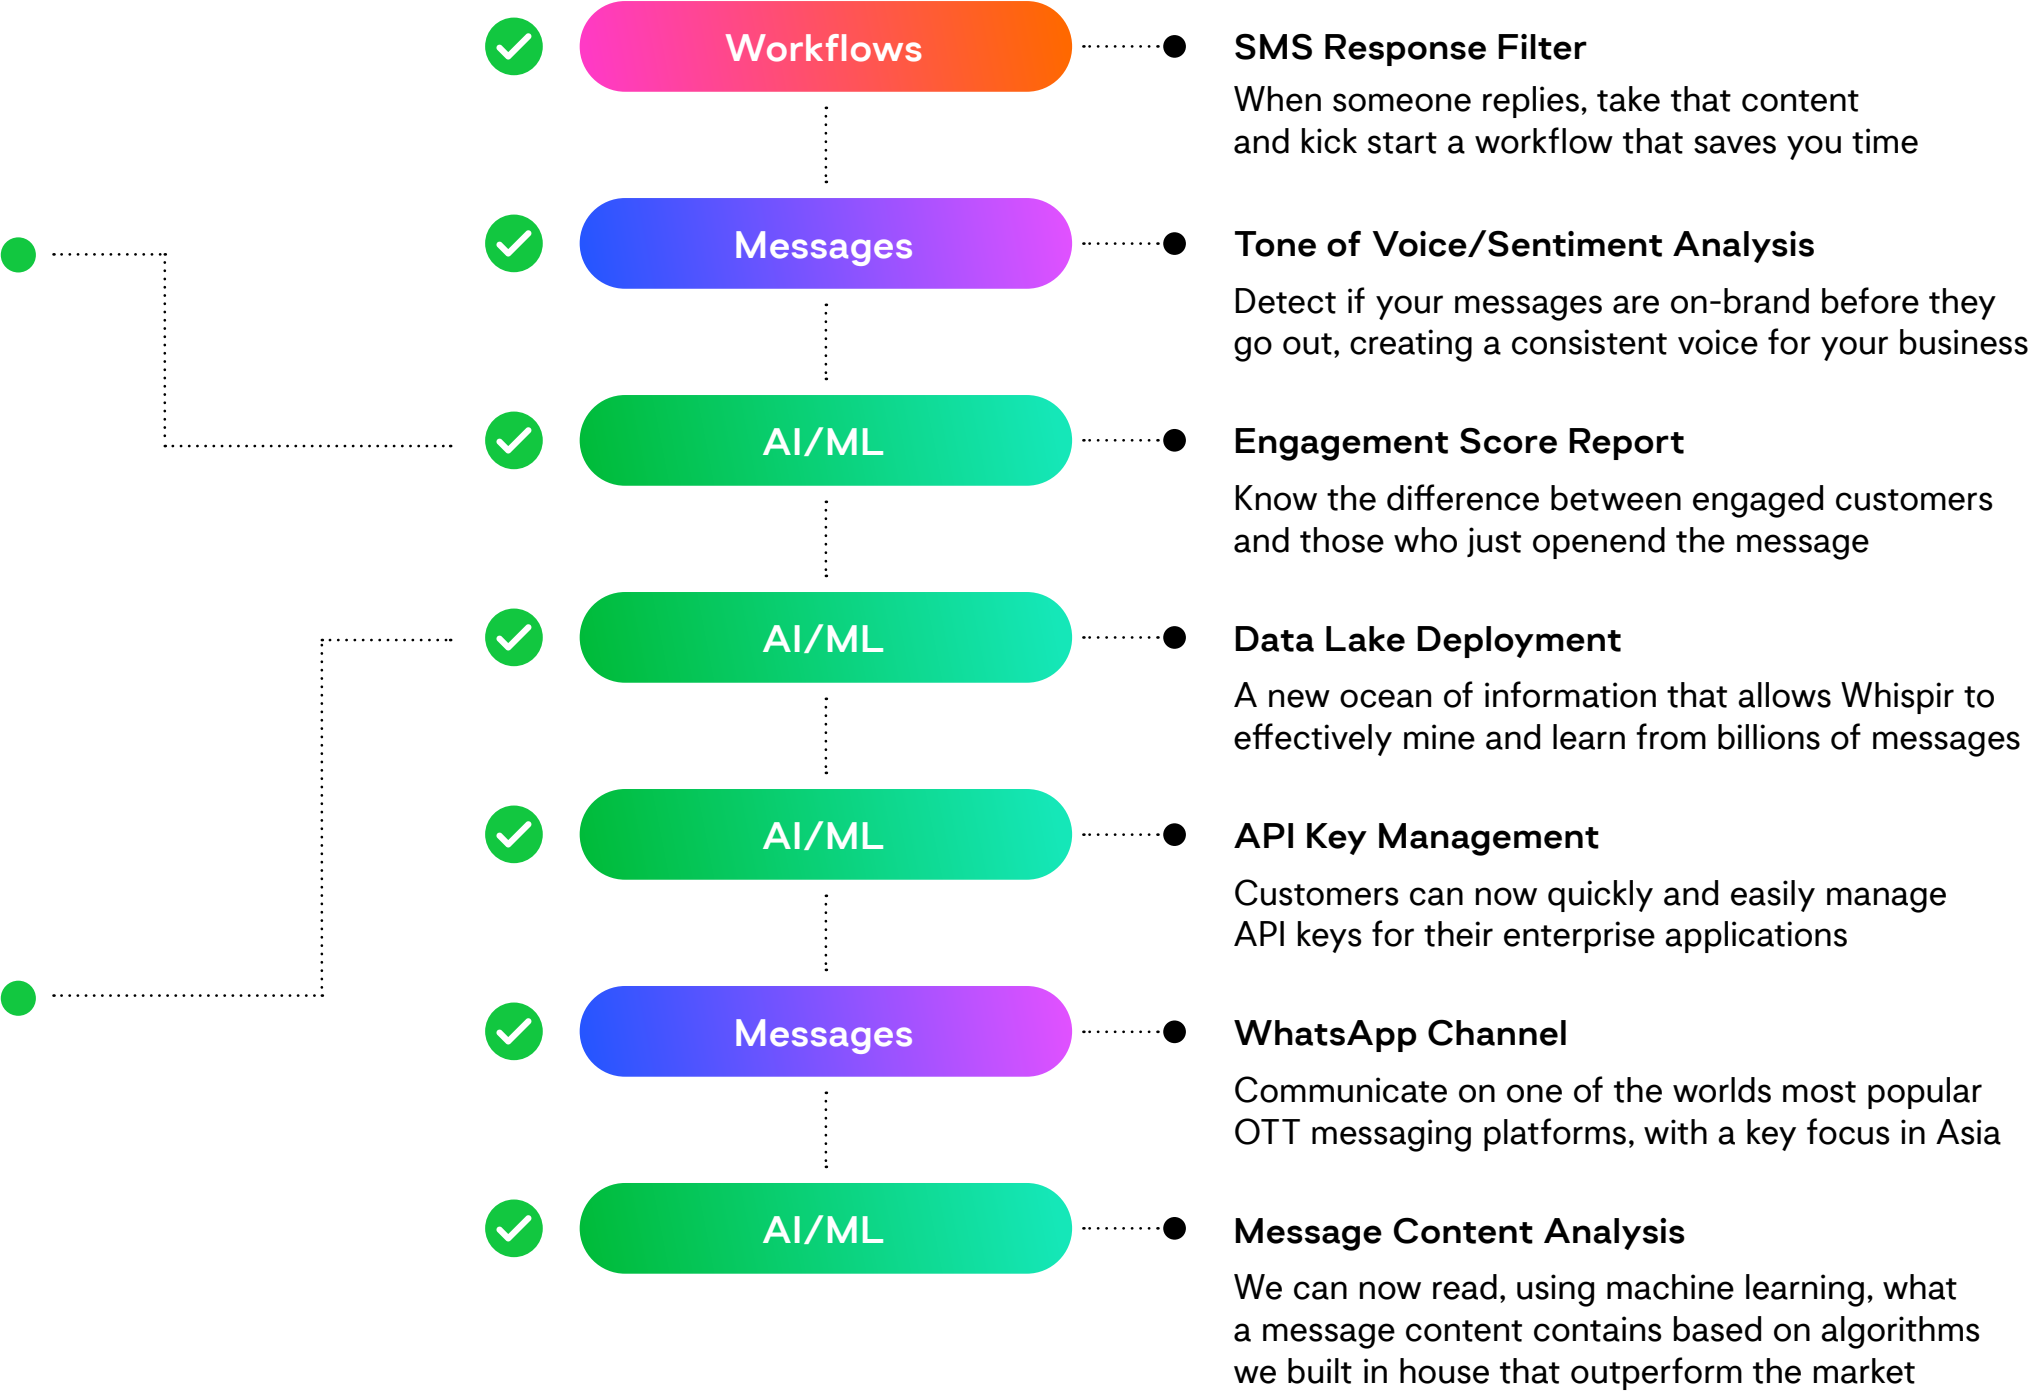 Workflows
SMS Response Filter
When someone replies, take that content
and kick start a workflow that saves you time
Messages
Tone of Voice/Sentiment Analysis
Detect if your messages are on-brand before they
go out, creating a consistent voice for your business
AI/ML
Engagement Score Report
Know the difference between engaged customers
and those who just openend the message
AI/ML
Data Lake Deployment
A new ocean of information that allows Whispir to
effectively mine and learn from billions of messages
AI/ML
API Key Management
Customers can now quickly and easily manage
API keys for their enterprise applications
Messages
WhatsApp Channel
Communicate on one of the worlds most popular
OTT messaging platforms, with a key focus in Asia
AI/ML
Message Content Analysis
We can now read, using machine learning, what
a message content contains based on algorithms
we built in house that outperform the market